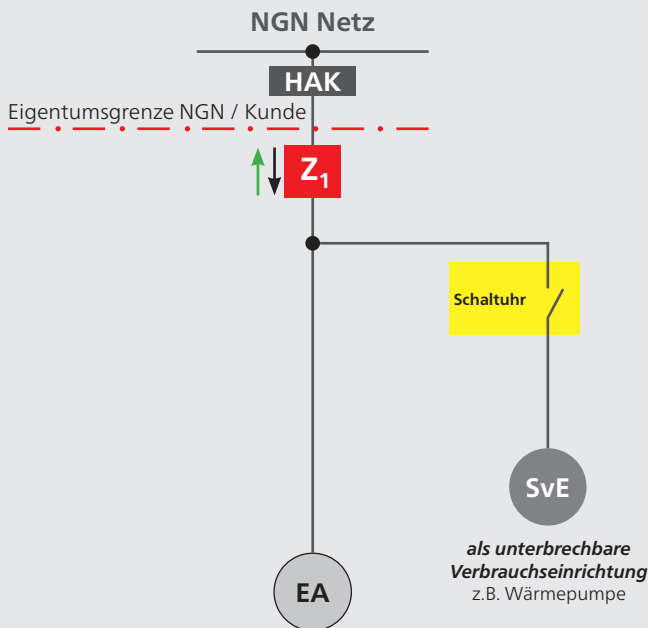 NGN Netz
HAK
Eigentumsgrenze NGN / Kunde
Z1
Schaltuhr
SvE
als unterbrechbare
Verbrauchseinrichtung
z.B. Wärmepumpe
EA